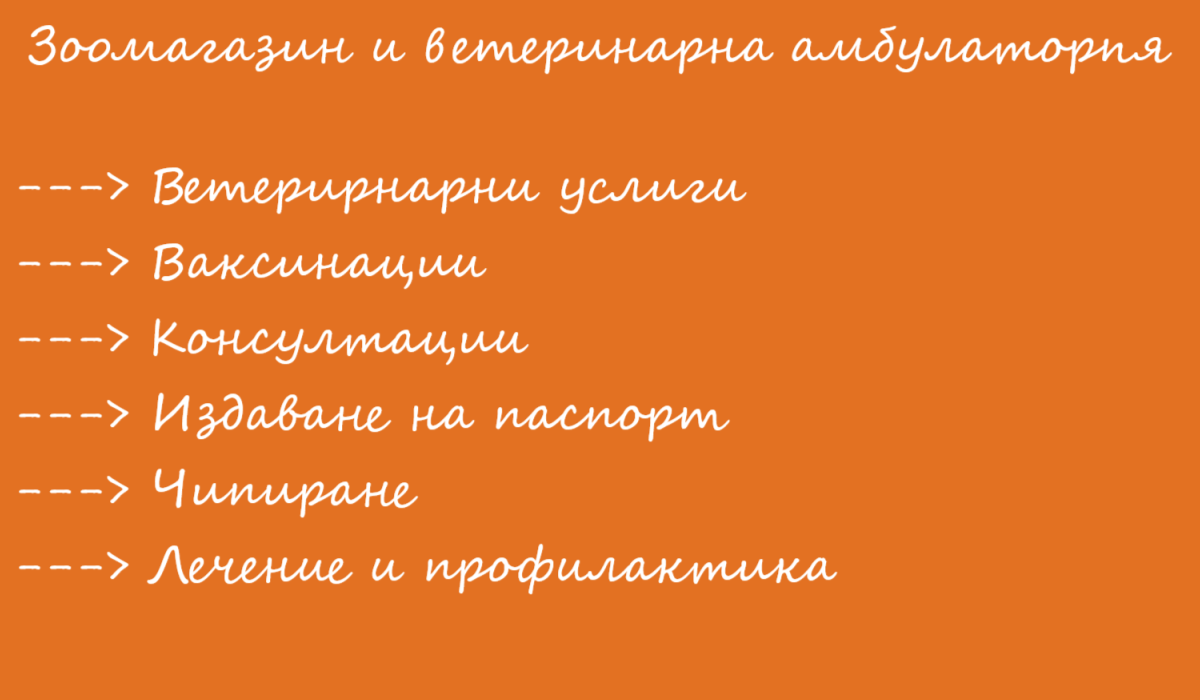 Зоомагазин и ветеринарна амбулаторпя
---> Ветерирнарни услиги
---> Ваксинации
---> Консултации
---> Издаване на паспорт
---> Чипиране
---> Лечение и профилактика